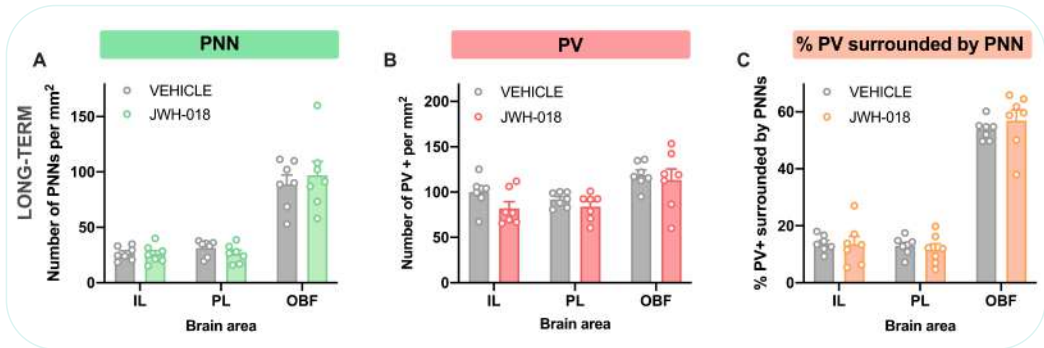 LONG-TERM
PNN
A
VEHICLE
JWH-018
Number of PNNs per mm²
150
100
50
0
IL PL OBF
Brain area
PV
B
VEHICLE
JWH-018
Number of PV + per mm²
200
150
100
50
0
IL PL OBF
Brain area
% PV surrounded by PNN
C
VEHICLE
JWH-018
% PV+ surrounded by PNNs
60
40
20
0
IL PL OBF
Brain area